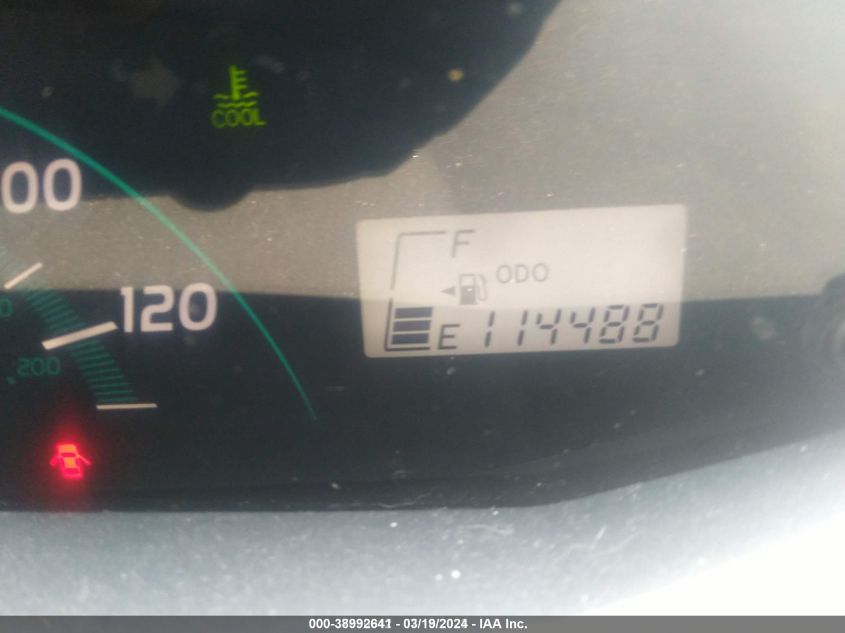 COOL
00
120
200
F
ODO
E 114488
000-38992641 - 03/19/2024 - IAA Inc.